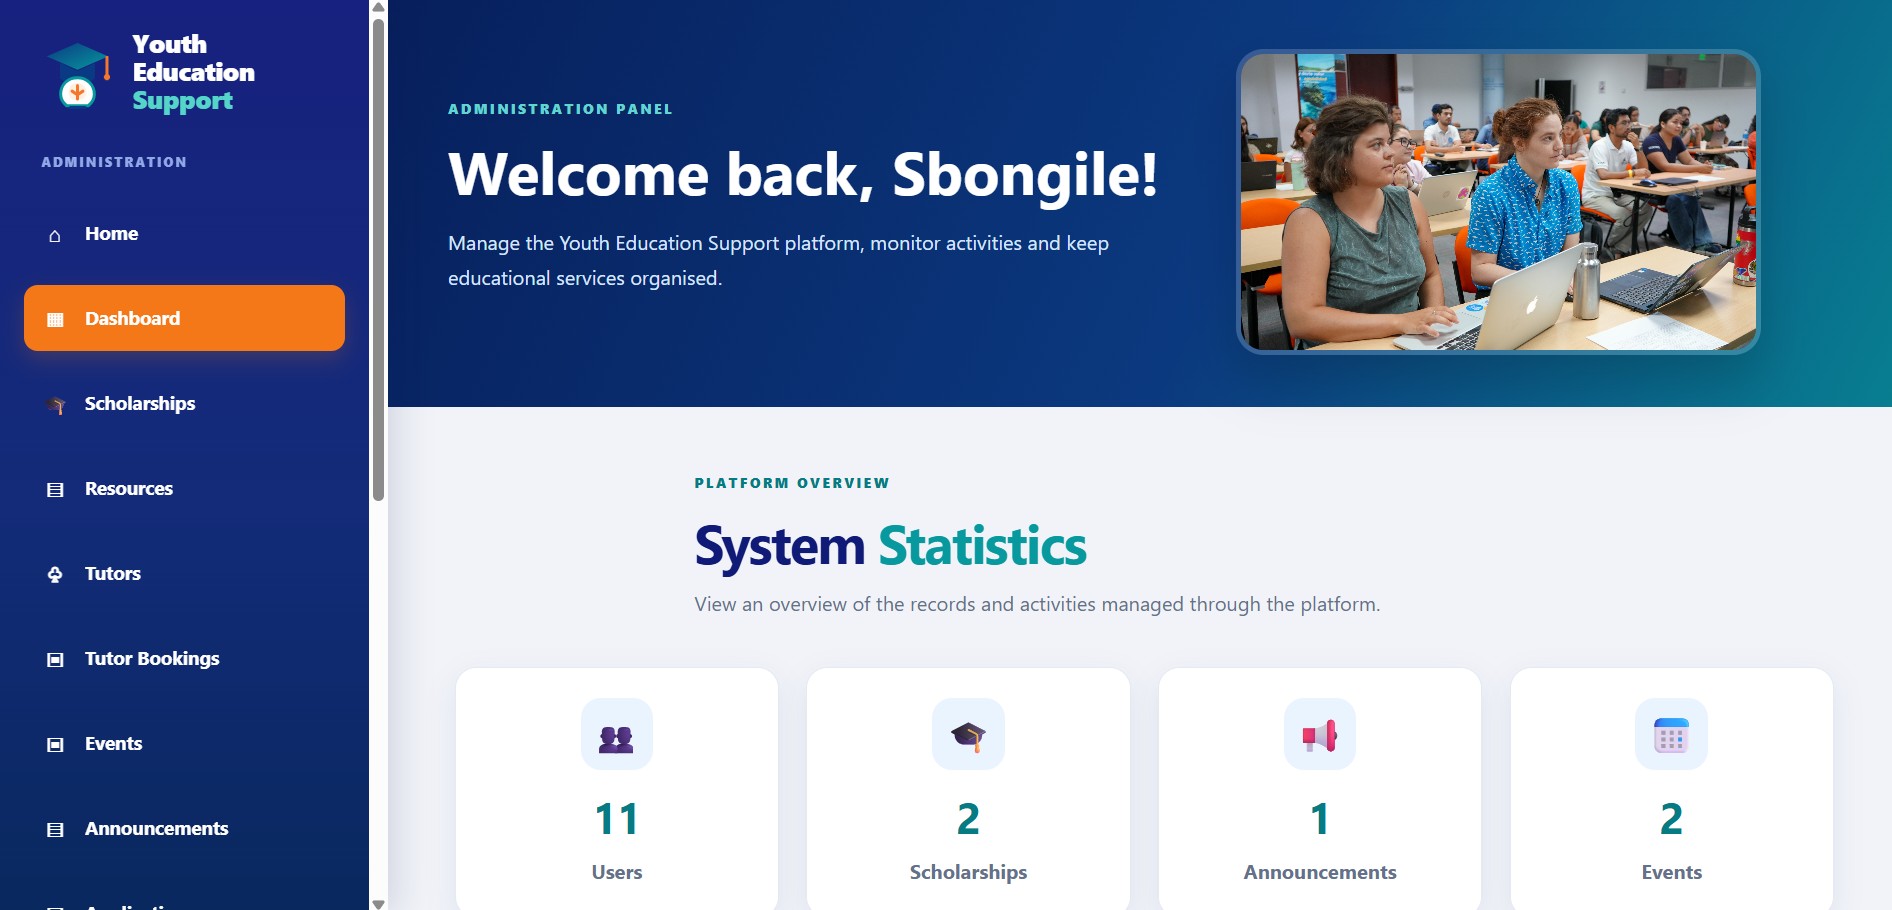 Youth
Education
Support
ADMINISTRATION
Home
Dashboard
Scholarships
Resources
Tutors
Tutor Bookings
Events
Announcements
ADMINISTRATION PANEL
Welcome back, Sbongile!
Manage the Youth Education Support platform, monitor activities and keep
educational services organised.
PLATFORM OVERVIEW
System Statistics
View an overview of the records and activities managed through the platform.
11
Users
2
Scholarships
1
Announcements
2
Events